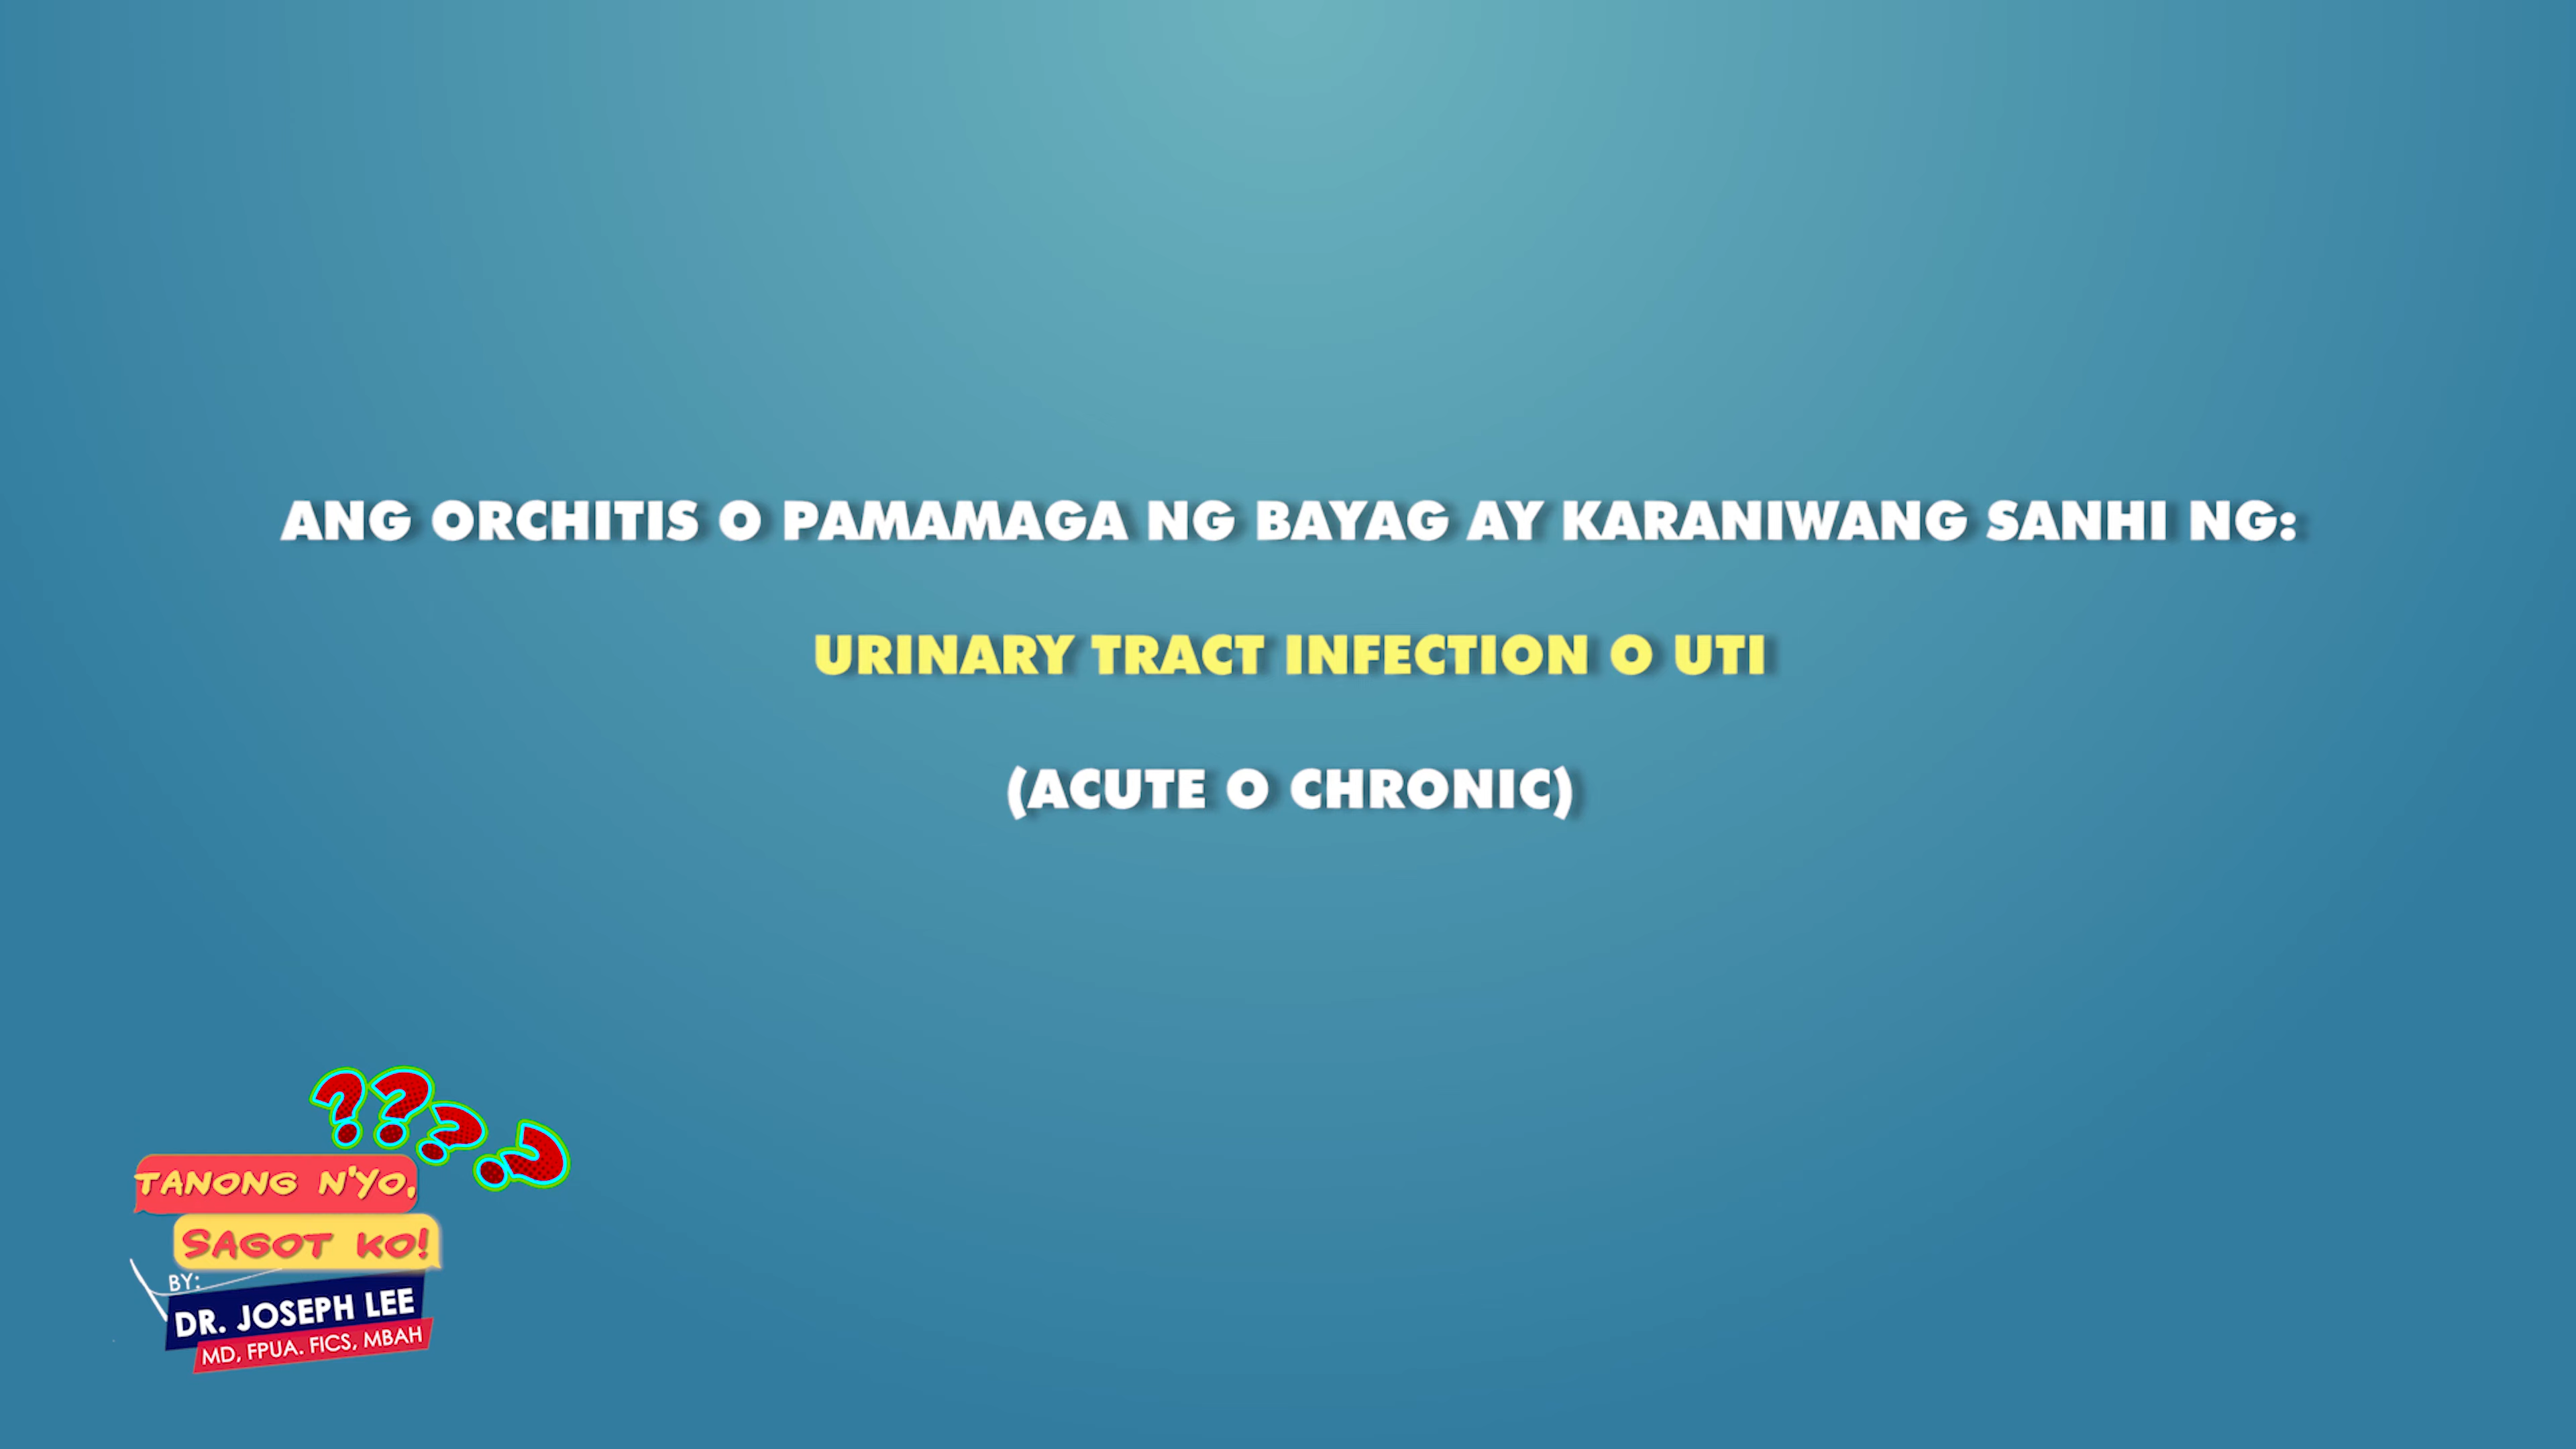 ANG ORCHITIS O PAMAMAGA NG BAYAG AY KARANIWANG SANHI NG:
URINARY TRACT INFECTION O UTI
(ACUTE O CHRONIC)
????
TANONG N'YO,
SAGOT KO!
BY:
DR. JOSEPH LEE
MD, FPUA. FICS, MBAH